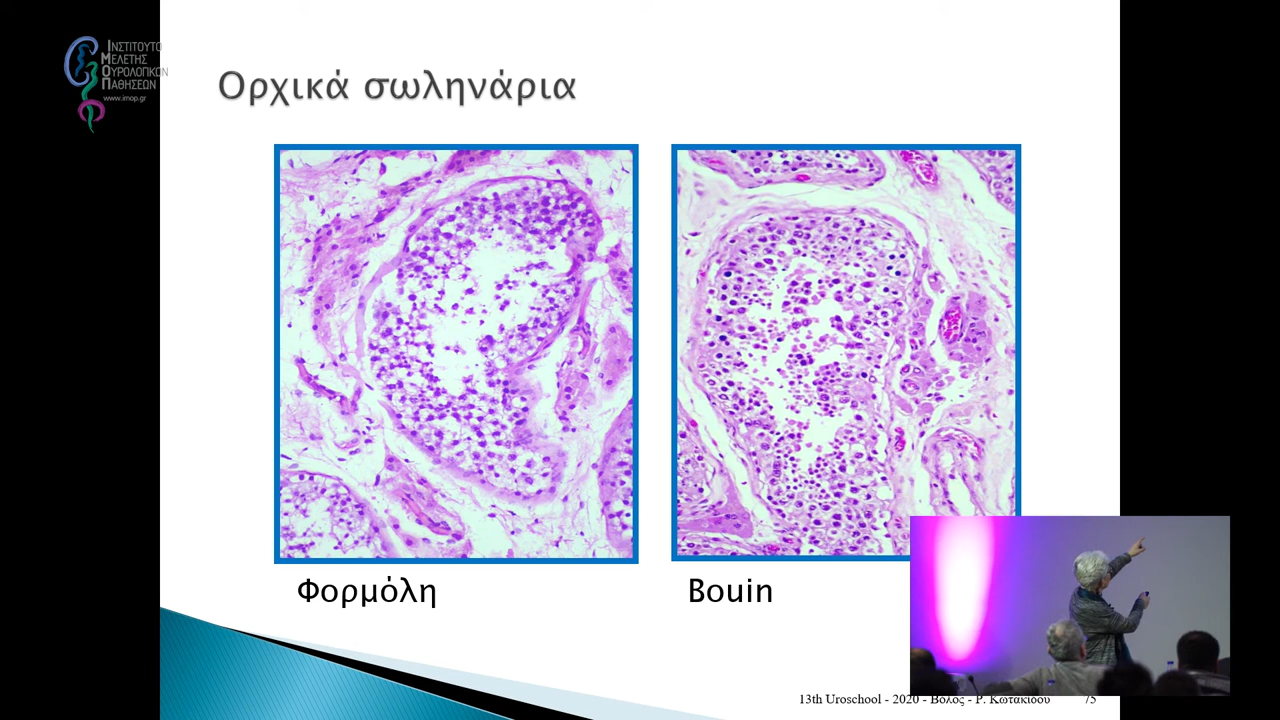 ΙΝΣΤΙΤΟΥΤΟ
ΜΕΛΕΤΗΣ
ΟΥΡΟΛΟΓΙΚΩΝ
ΠΑΘΗΣΕΩΝ
www.imop.gr
Ορχικά σωληνάρια
Φορμόλη
Bouin
13th Uroschool - 2020 - Βόλος - Ρ. Κωτακίδου
75